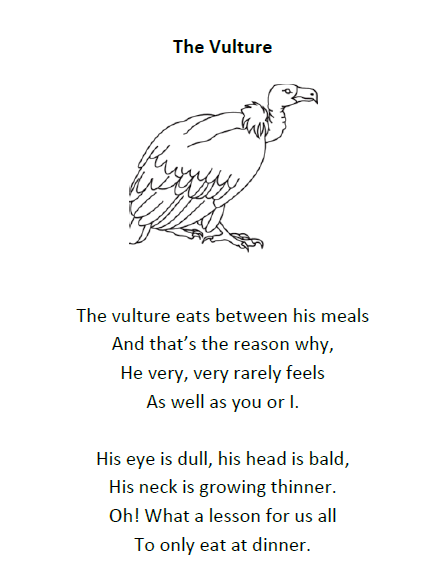 The Vulture
The vulture eats between his meals
And that’s the reason why,
He very, very rarely feels
As well as you or I.
His eye is dull, his head is bald,
His neck is growing thinner.
Oh! What a lesson for us all
To only eat at dinner.